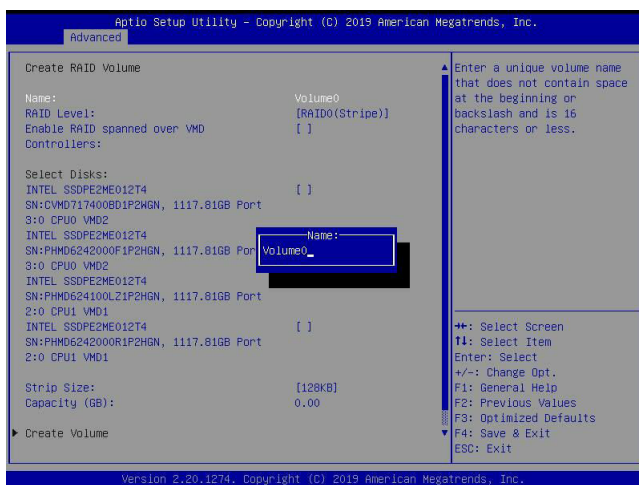 Aptio Setup Utility – Copyright (C) 2019 American Megatrends, Inc.
Advanced
Create RAID Volume
Name: Volume0
RAID Level: [RAID0(Stripe)]
Enable RAID spanned over VMD [ ]
Controllers:
Select Disks:
INTEL SSDPE2ME012T4 [ ]
SN:CVMD717400BD1P2WGN, 1117.81GB Port
3:0 CPU0 VMD2
INTEL SSDPE2ME012T4
SN:PHMD6242000F1P2HGN, 1117.81GB Por
3:0 CPU0 VMD2
INTEL SSDPE2ME012T4
SN:PHMD624100LZ1P2HGN, 1117.81GB Port
2:0 CPU1 VMD1
INTEL SSDPE2ME012T4 [ ]
SN:PHMD6242000R1P2HGN, 1117.81GB Port
2:0 CPU1 VMD1
Strip Size: [128KB]
Capacity (GB): 0.00
Create Volume
Name:
Volume0_
Enter a unique volume name
that does not contain space
at the beginning or
backslash and is 16
characters or less.
→←: Select Screen
↑↓: Select Item
Enter: Select
+/-: Change Opt.
F1: General Help
F2: Previous Values
F3: Optimized Defaults
F4: Save & Exit
ESC: Exit
Version 2.20.1274. Copyright (C) 2019 American Megatrends, Inc.